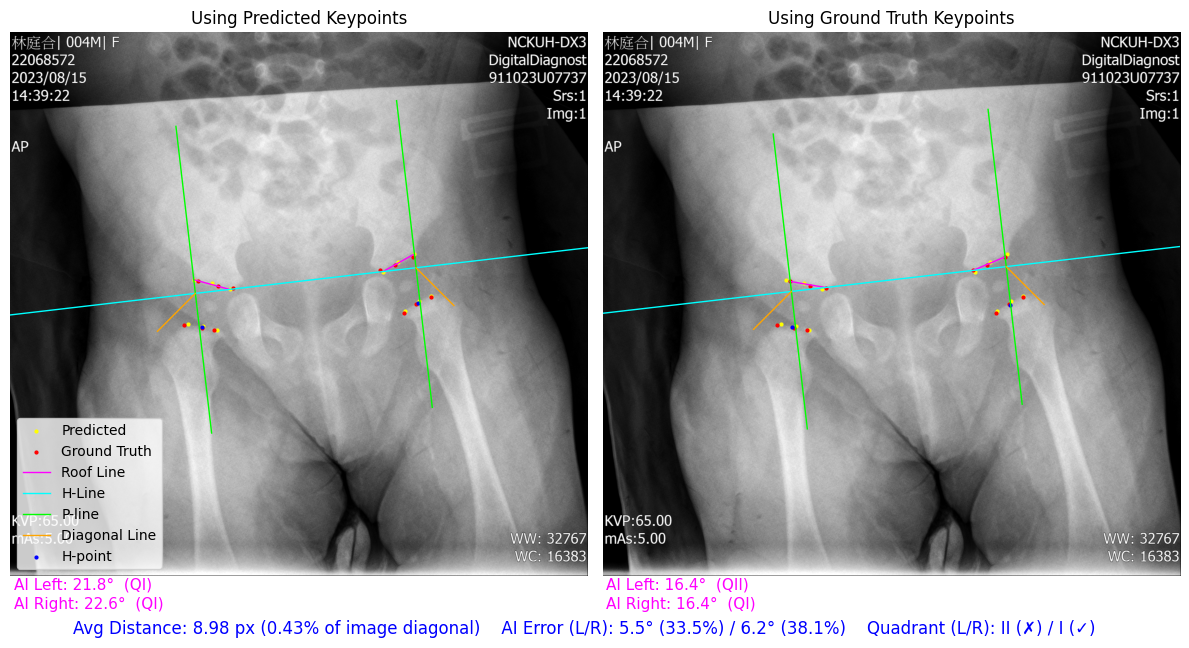 Using Predicted Keypoints
林庭合| 004M| F
22068572
2023/08/15
14:39:22
AP
NCKUH-DX3
DigitalDiagnost
911023U07737
Srs:1
Img:1
Predicted
Ground Truth
Roof Line
H-Line
P-line
Diagonal Line
H-point
KVP:65.00
mAs:5.00
WW: 32767
WC: 16383
AI Left: 21.8° (QI)
AI Right: 22.6° (QI)
Using Ground Truth Keypoints
林庭合| 004M| F
22068572
2023/08/15
14:39:22
AP
NCKUH-DX3
DigitalDiagnost
911023U07737
Srs:1
Img:1
KVP:65.00
mAs:5.00
WW: 32767
WC: 16383
AI Left: 16.4° (QII)
AI Right: 16.4° (QI)
Avg Distance: 8.98 px (0.43% of image diagonal) AI Error (L/R): 5.5° (33.5%) / 6.2° (38.1%) Quadrant (L/R): II (✗) / I (✓)